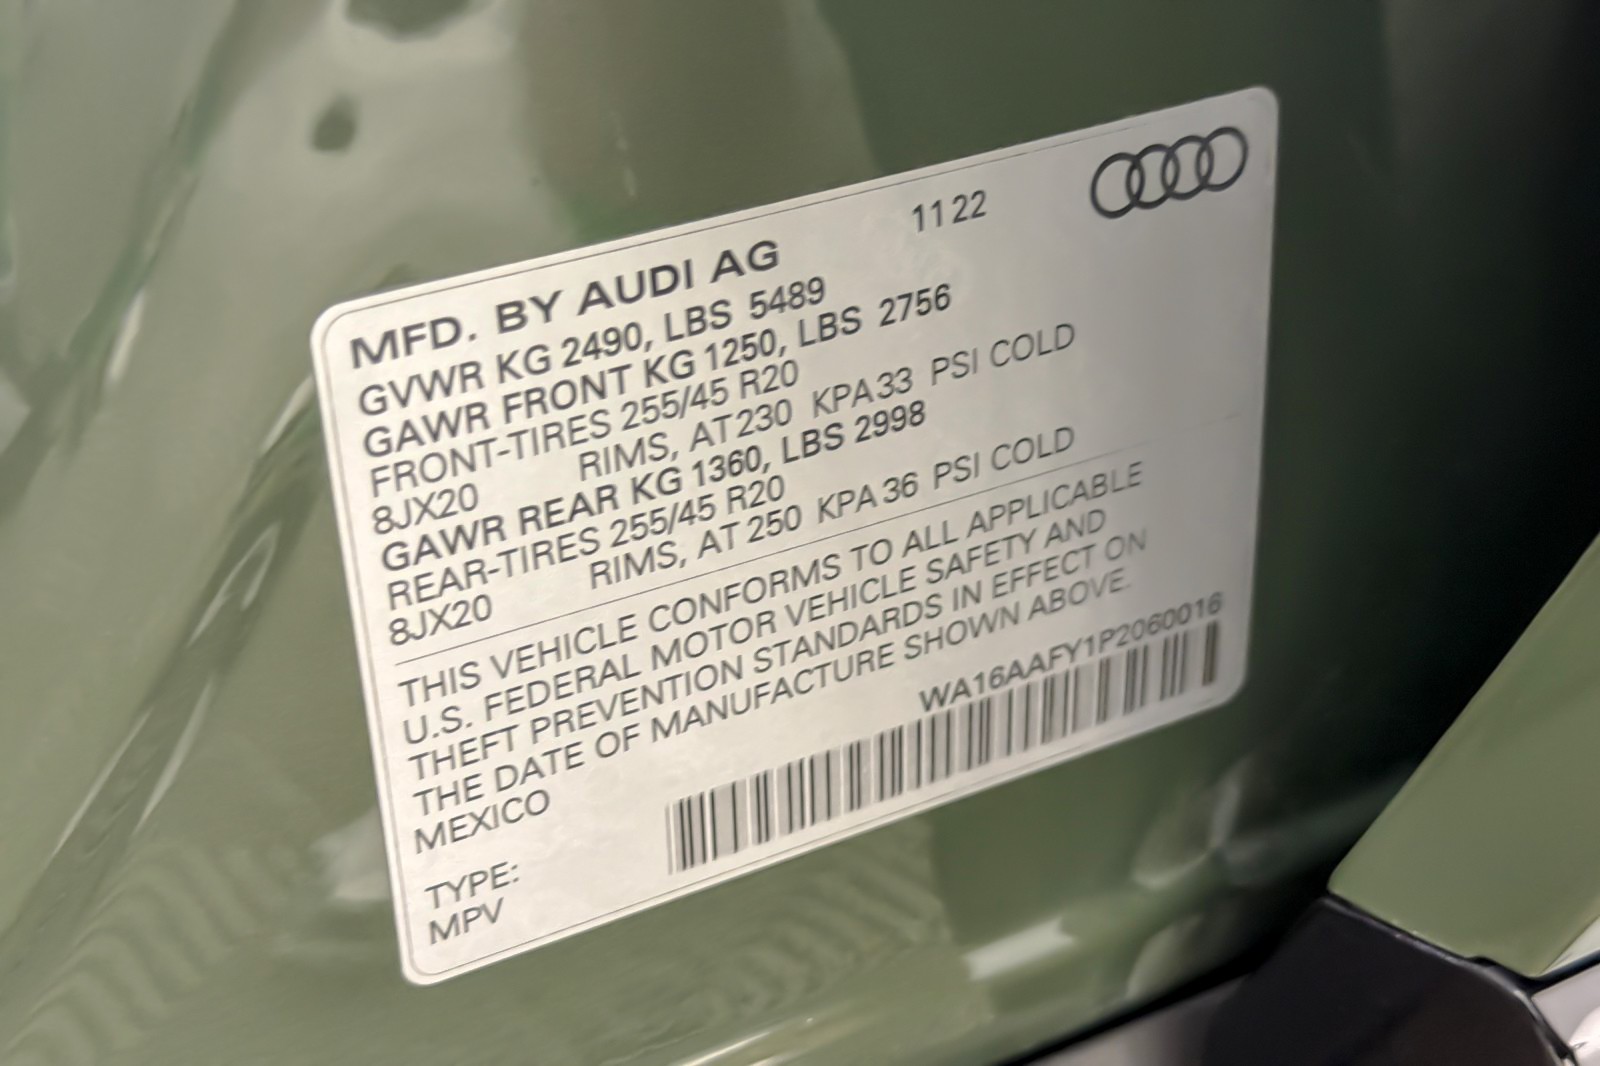 1122
MFD. BY AUDI AG
GVWR KG 2490, LBS 5489
GAWR FRONT KG 1250, LBS 2756
FRONT-TIRES 255/45 R20
8JX20 RIMS, AT 230 KPA 33 PSI COLD
GAWR REAR KG 1360, LBS 2998
REAR-TIRES 255/45 R20
8JX20 RIMS, AT 250 KPA 36 PSI COLD
THIS VEHICLE CONFORMS TO ALL APPLICABLE
U.S. FEDERAL MOTOR VEHICLE SAFETY AND
THEFT PREVENTION STANDARDS IN EFFECT ON
THE DATE OF MANUFACTURE SHOWN ABOVE.
MEXICO
WA16AAFY1P2060016
TYPE:
MPV